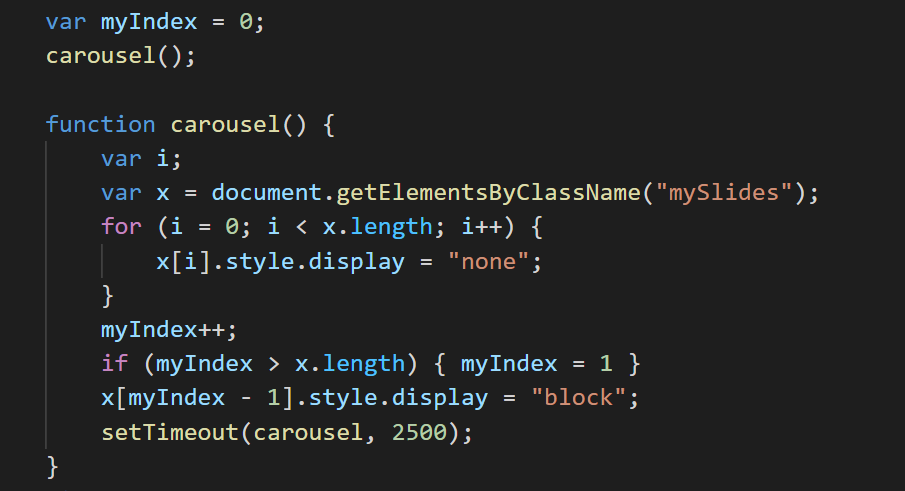 var myIndex = 0;
carousel();
function carousel() {
var i;
var x = document.getElementsByClassName("mySlides");
for (i = 0; i < x.length; i++) {
x[i].style.display = "none";
}
myIndex++;
if (myIndex > x.length) { myIndex = 1 }
x[myIndex - 1].style.display = "block";
setTimeout(carousel, 2500);
}